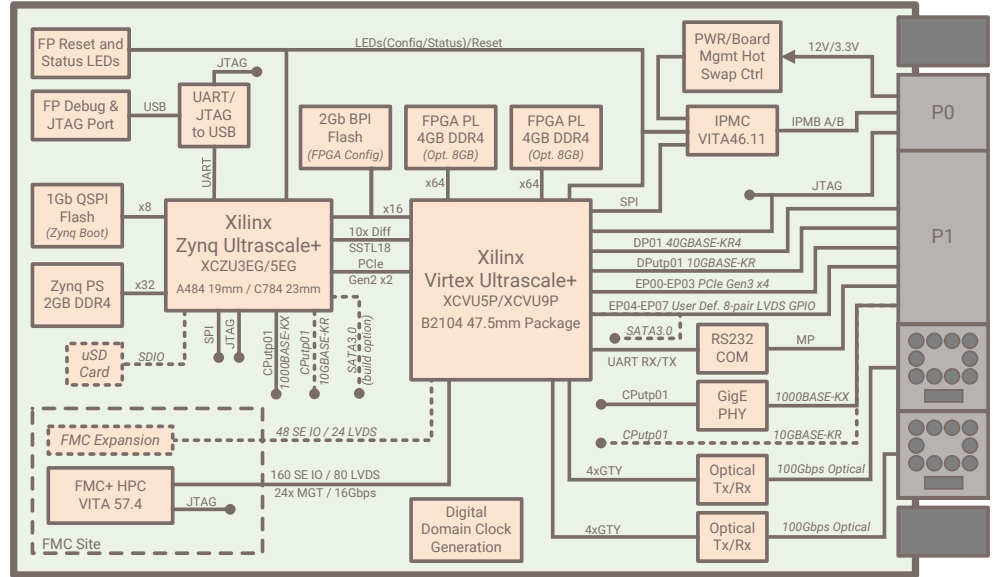 FP Reset and
Status LEDs
LEDs(Config/Status)/Reset
PWR/Board
Mgmt Hot
Swap Ctrl
12V/3.3V
JTAG
FP Debug &
JTAG Port
USB
UART/
JTAG
to USB
UART
2Gb BPI
Flash
(FPGA Config)
FPGA PL
4GB DDR4
(Opt. 8GB)
FPGA PL
4GB DDR4
(Opt. 8GB)
IPMC
VITA46.11
IPMB A/B
P0
x64
x64
SPI
JTAG
1Gb QSPI
Flash
(Zynq Boot)
x8
Xilinx
Zynq Ultrascale+
XCZU3EG/5EG
A484 19mm / C784 23mm
x16
10x Diff
SSTL18
PCIe
Gen2 x2
Xilinx
Virtex Ultrascale+
XCVU5P/XCVU9P
B2104 47.5mm Package
DP01 40GBASE-KR4
DPutp01 10GBASE-KR
EP00-EP03 PCIe Gen3 x4
EP04-EP07 User Def. 8-pair LVDS GPIO
P1
Zynq PS
2GB DDR4
x32
SATA3.0
UART RX/TX
RS232
COM
MP
uSD
Card
SDIO
SPI
JTAG
CPutp01
1000BASE-KX
CPutp01
10GBASE-KR
SATA3.0
(build option)
CPutp01
GigE
PHY
1000BASE-KX
CPutp01
10GBASE-KR
FMC Expansion
48 SE IO / 24 LVDS
FMC+ HPC
VITA 57.4
160 SE IO / 80 LVDS
24x MGT / 16Gbps
JTAG
FMC Site
4xGTY
Optical
Tx/Rx
100Gbps Optical
Digital
Domain Clock
Generation
4xGTY
Optical
Tx/Rx
100Gbps Optical